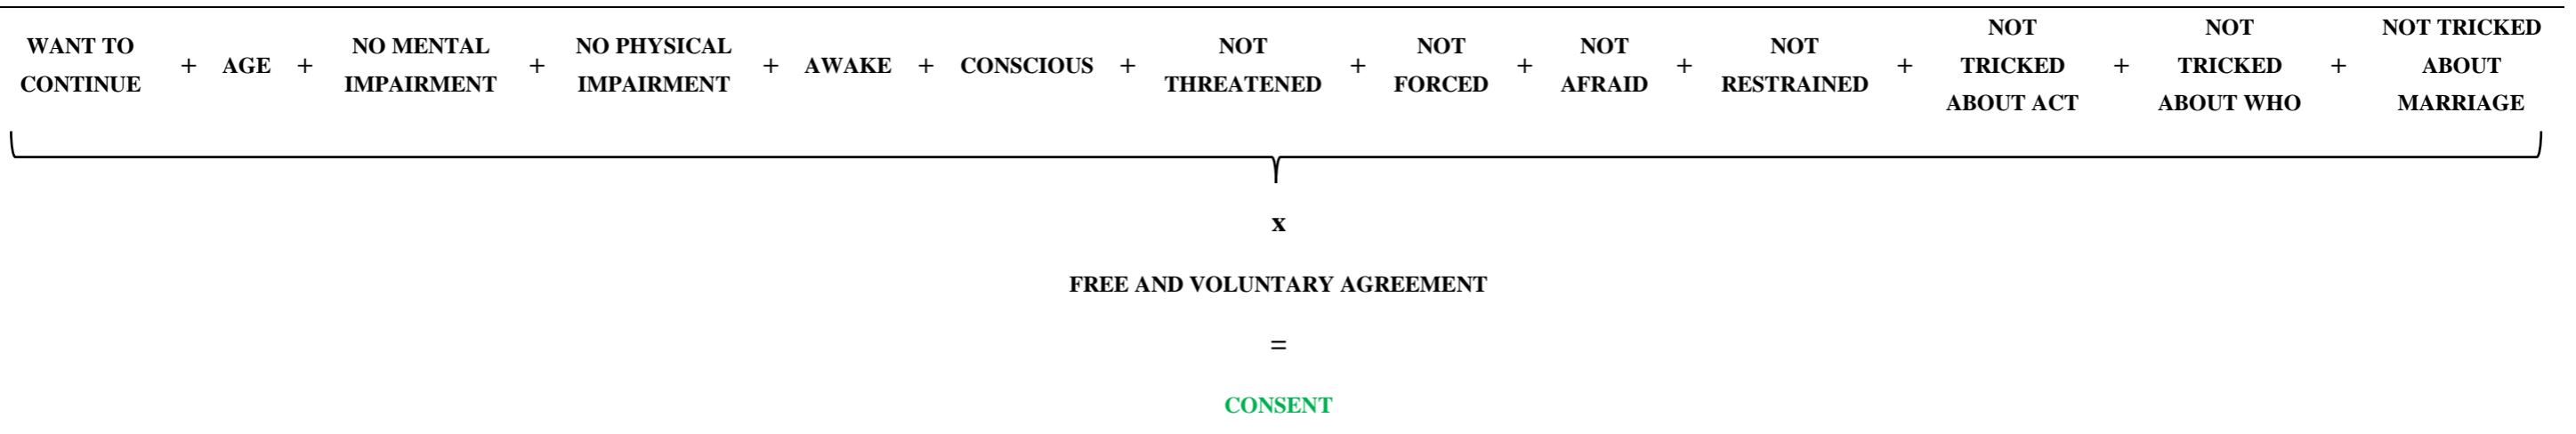 WANT TO CONTINUE + AGE + NO MENTAL IMPAIRMENT + NO PHYSICAL IMPAIRMENT + AWAKE + CONSCIOUS + NOT THREATENED + NOT FORCED + NOT AFRAID + NOT RESTRAINED + NOT TRICKED ABOUT ACT + NOT TRICKED ABOUT WHO + NOT TRICKED ABOUT MARRIAGE
x
FREE AND VOLUNTARY AGREEMENT
=
CONSENT